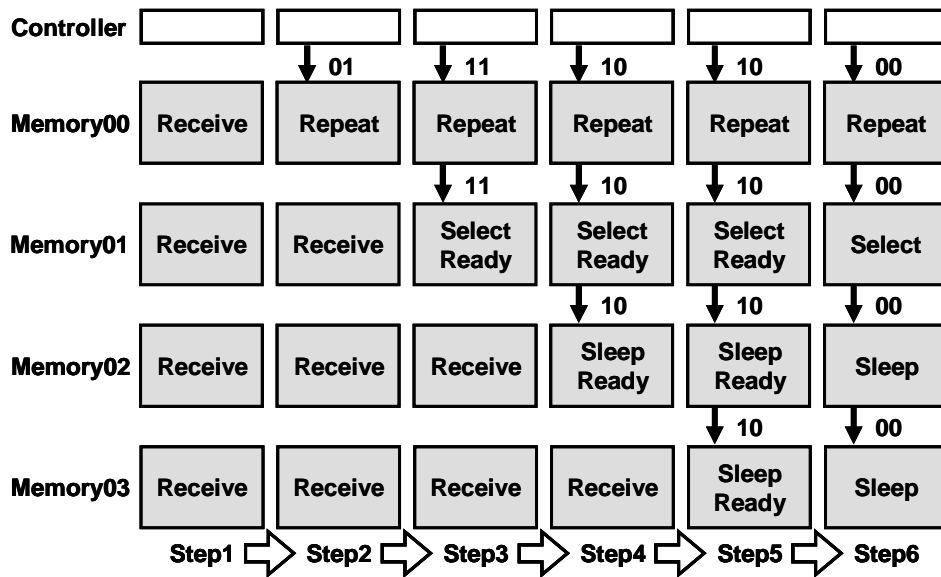 Controller
01 11 10 10 00
Memory00 Receive Repeat Repeat Repeat Repeat Repeat
11 10 10 00
Memory01 Receive Receive Select Ready Select Ready Select Ready Select
10 10 00
Memory02 Receive Receive Receive Sleep Ready Sleep Ready Sleep
10 00
Memory03 Receive Receive Receive Receive Sleep Ready Sleep
Step1 Step2 Step3 Step4 Step5 Step6